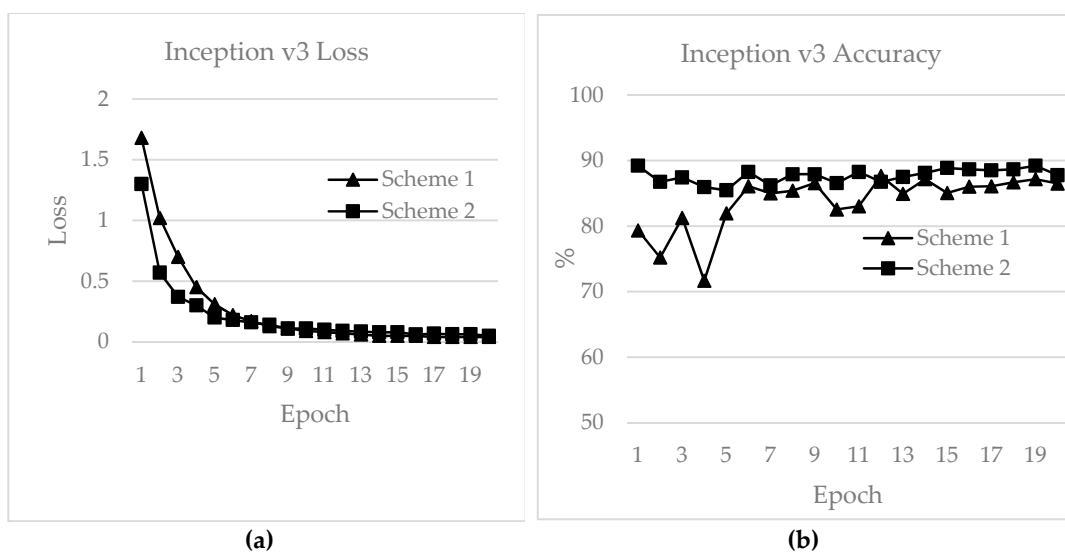 Inception v3 Loss
2
1.5
1
0.5
0
Loss
Scheme 1
Scheme 2
1 3 5 7 9 11 13 15 17 19
Epoch
(a)
Inception v3 Accuracy
100
90
80
70
60
50
%
Scheme 1
Scheme 2
1 3 5 7 9 11 13 15 17 19
Epoch
(b)